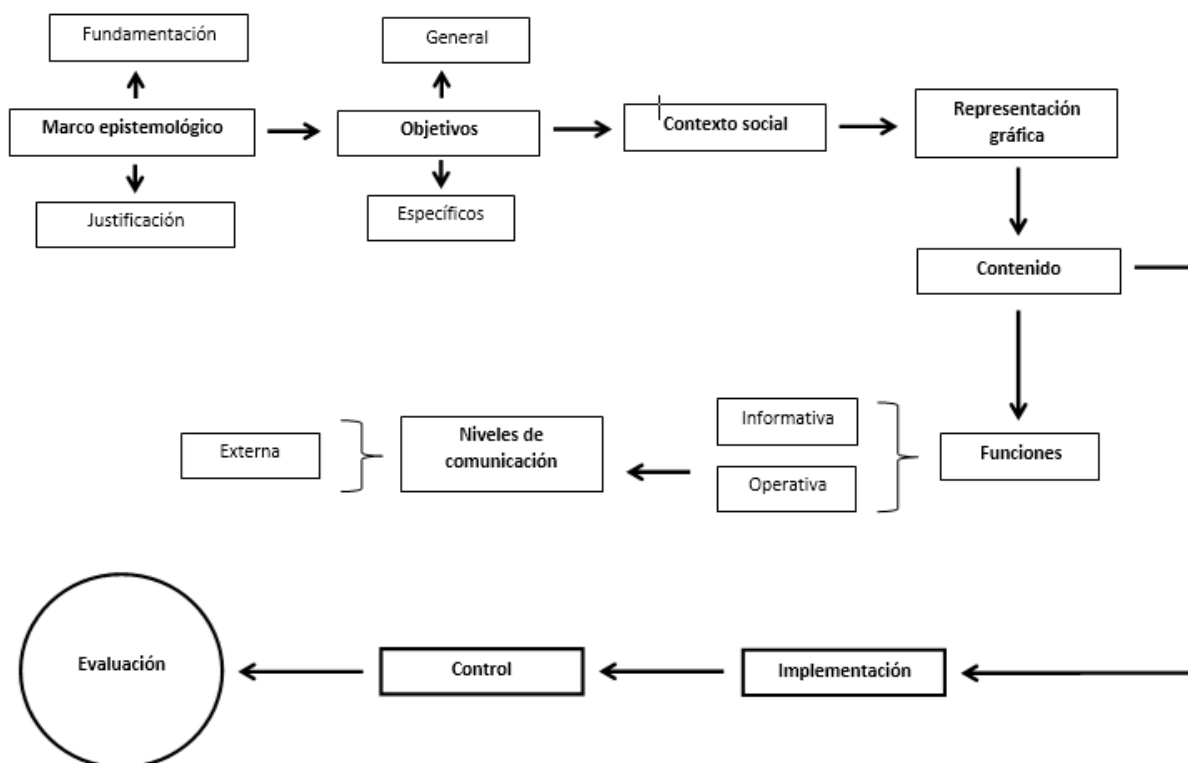 Fundamentación
General
Marco epistemológico
Objetivos
Contexto social
Representación
gráfica
Justificación
Específicos
Contenido
Externa
Niveles de
comunicación
Informativa
Operativa
Funciones
Evaluación
Control
Implementación